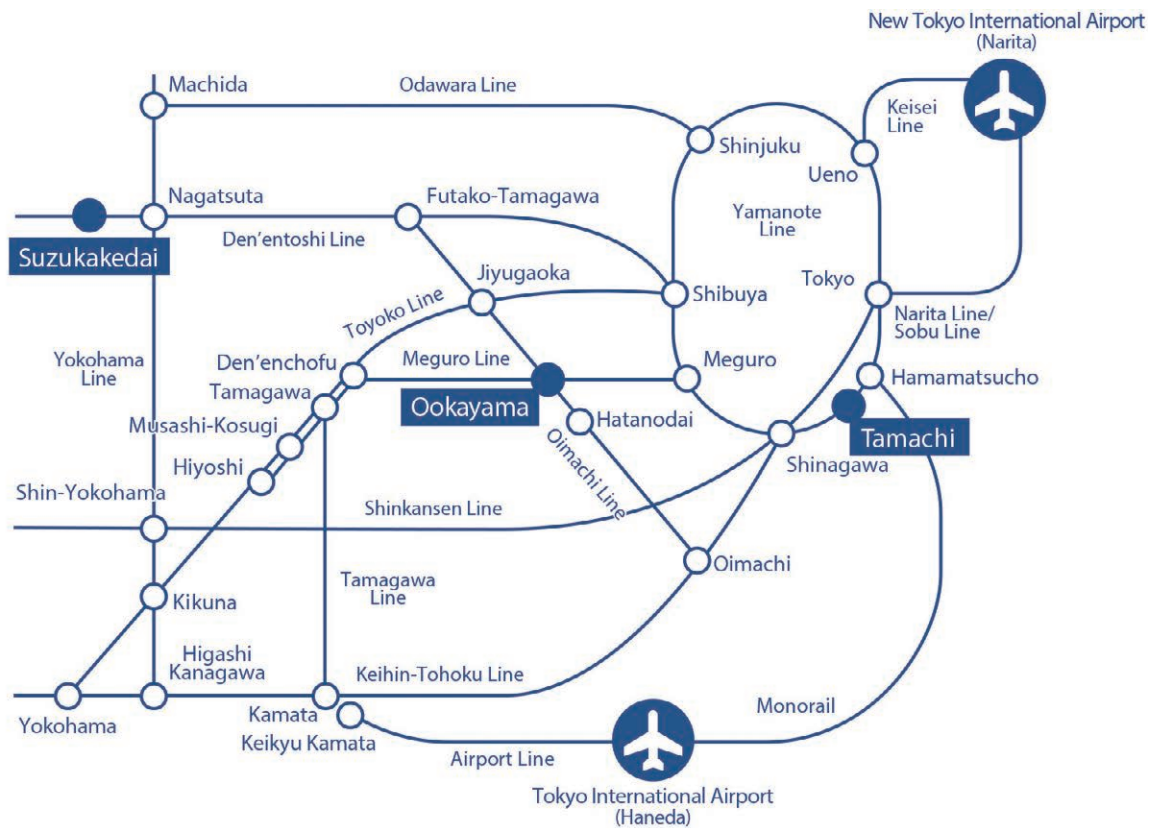 New Tokyo International Airport
(Narita)
Machida
Odawara Line
Keisei
Line
Shinjuku
Ueno
Nagatsuta
Futako-Tamagawa
Yamanote
Line
Suzukakedai
Den'entoshi Line
Jiyugaoka
Tokyo
Shibuya
Toyoko Line
Narita Line/
Sobu Line
Yokohama
Line
Den'enchofu
Meguro Line
Meguro
Hamamatsucho
Tamagawa
Ookayama
Musashi-Kosugi
Hatanodai
Tamachi
Hiyoshi
Oimachi Line
Shinagawa
Shin-Yokohama
Shinkansen Line
Oimachi
Tamagawa
Line
Kikuna
Higashi
Kanagawa
Keihin-Tohoku Line
Yokohama
Kamata
Keikyu Kamata
Monorail
Airport Line
Tokyo International Airport
(Haneda)